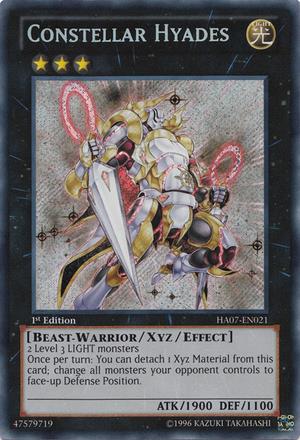 CONSTELLAR HYADES
LIGHT
光
HA07-EN021
1st Edition
[BEAST-WARRIOR/XYZ/EFFECT]
2 Level 3 LIGHT monsters
Once per turn: You can detach 1 Xyz Material from this
card; change all monsters your opponent controls to
face-up Defense Position.
ATK/1900 DEF/1100
47579719
©1996 KAZUKI TAKAHASHI